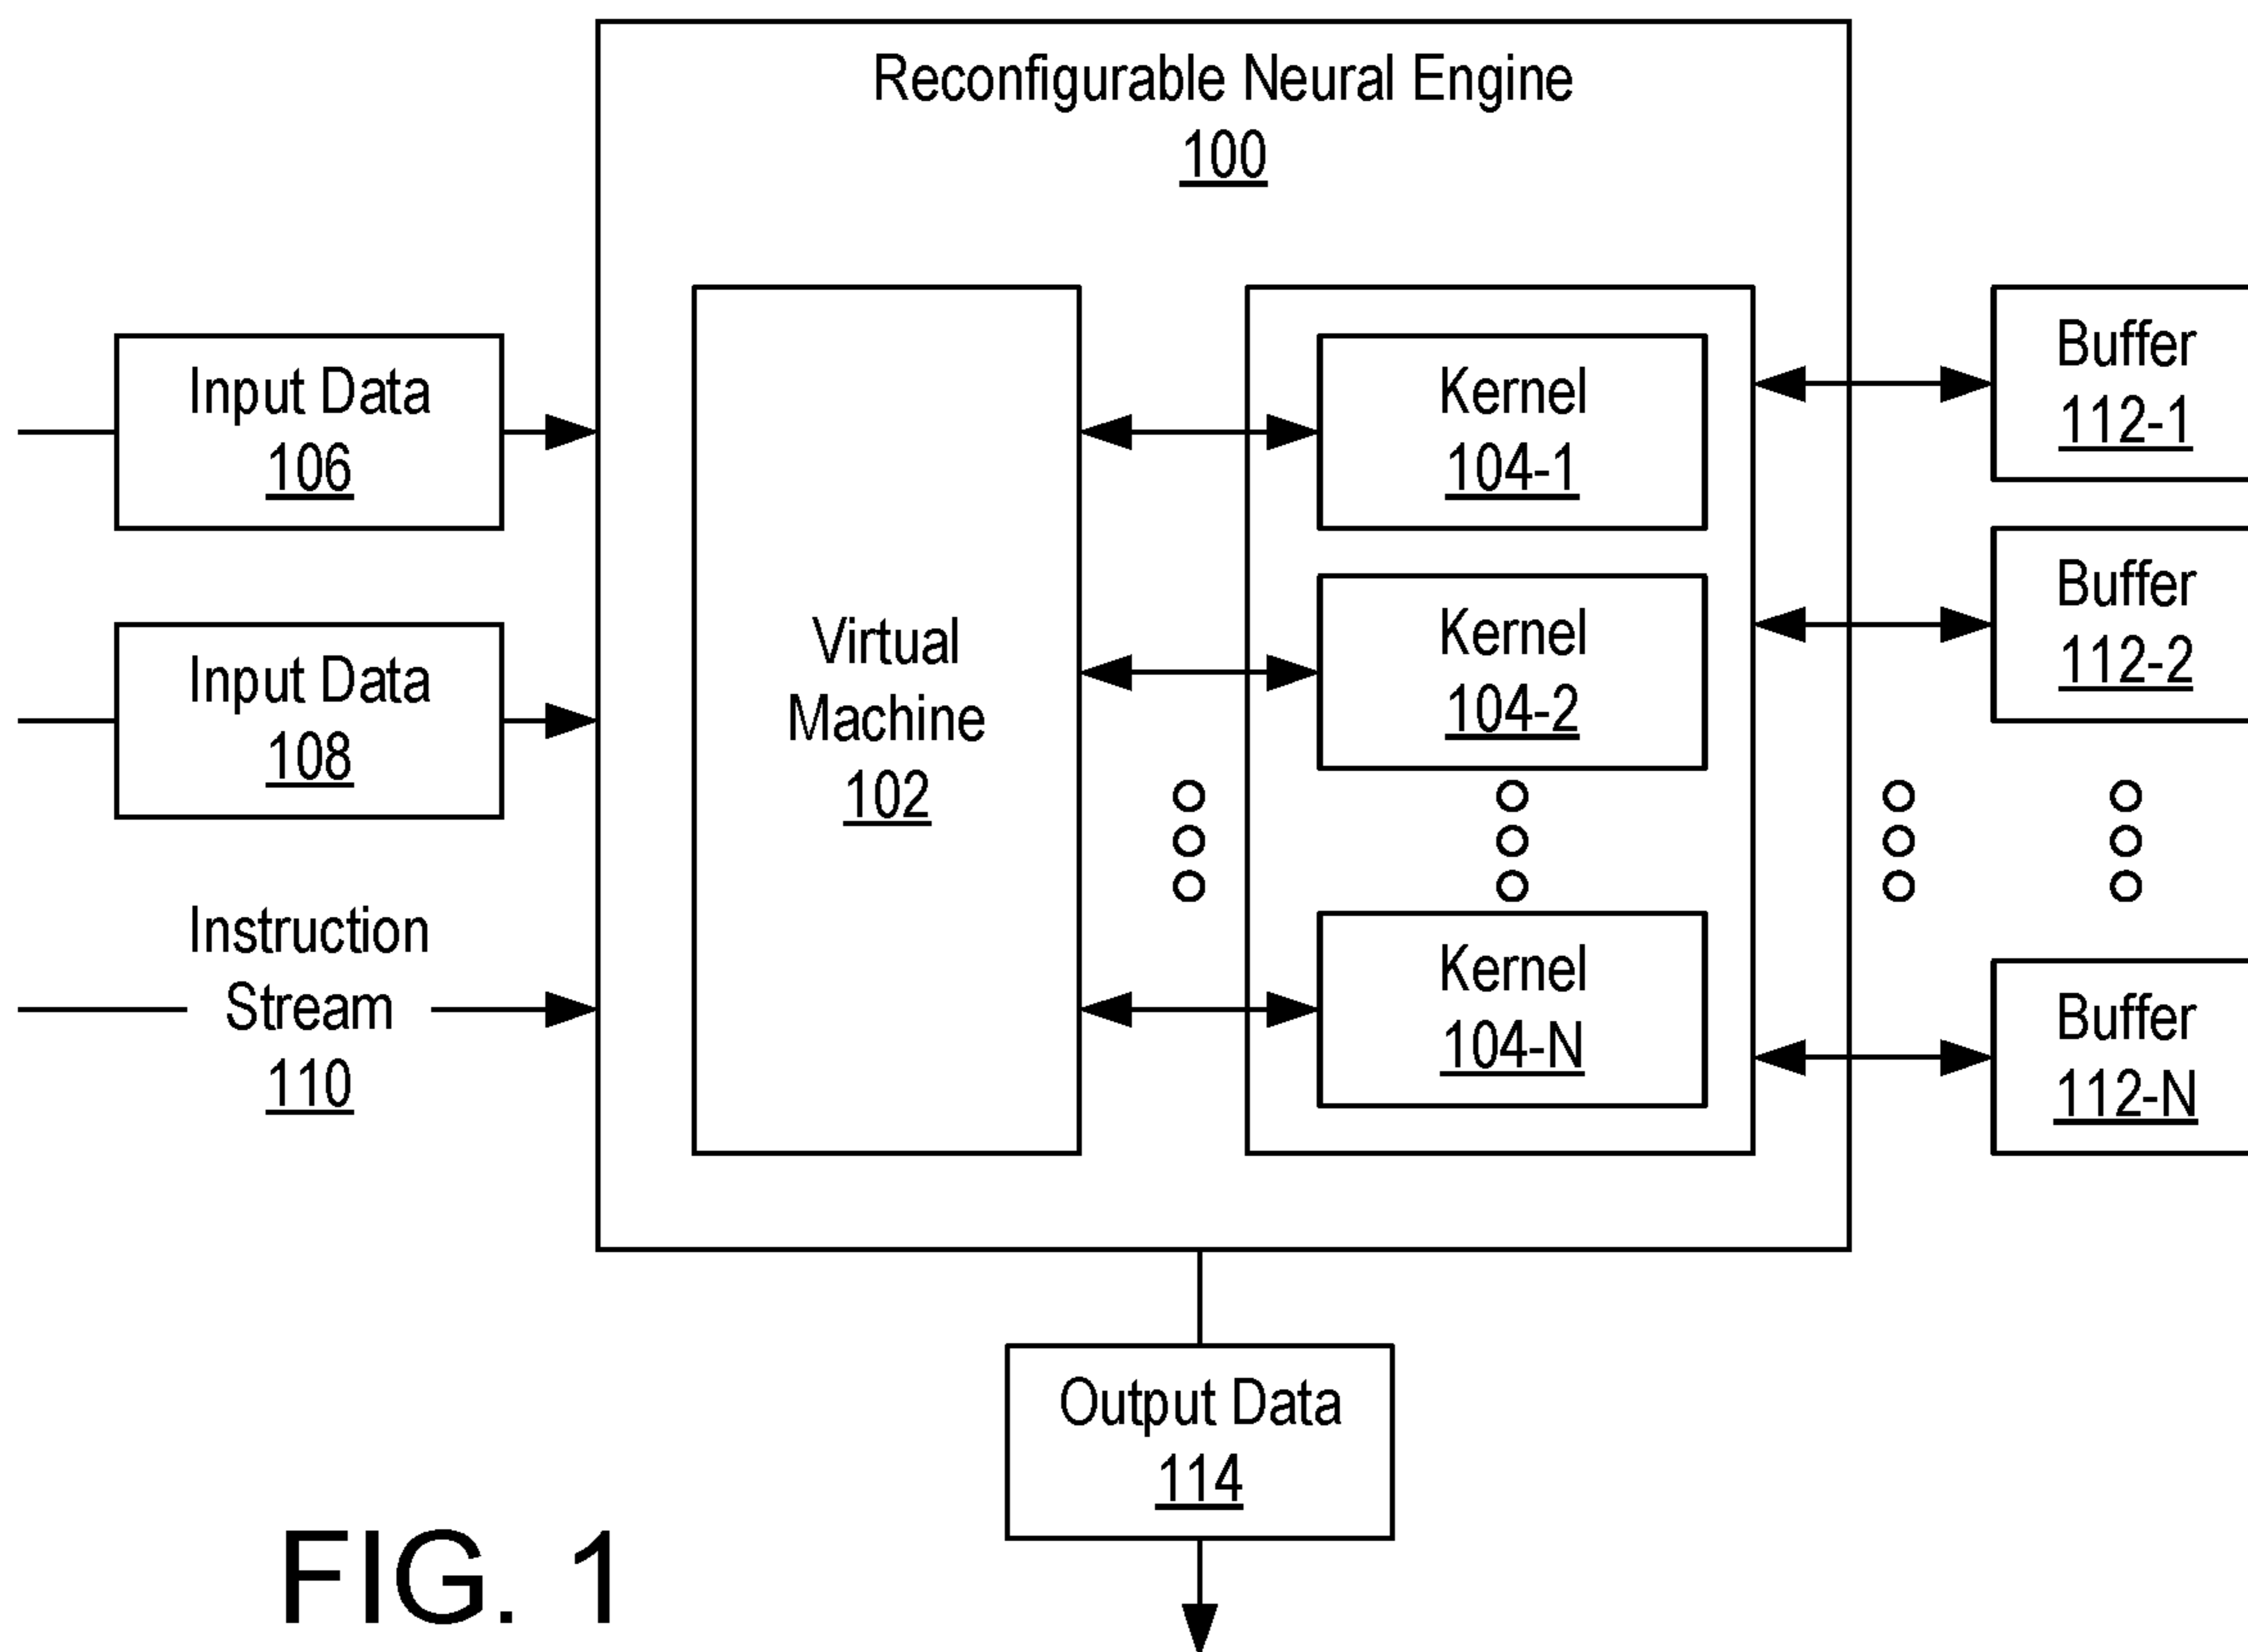 Reconfigurable Neural Engine
100
Input Data
106
Input Data
108
Instruction
Stream
110
Virtual
Machine
102
Kernel
104-1
Kernel
104-2
Kernel
104-N
Buffer
112-1
Buffer
112-2
Buffer
112-N
Output Data
114
FIG. 1